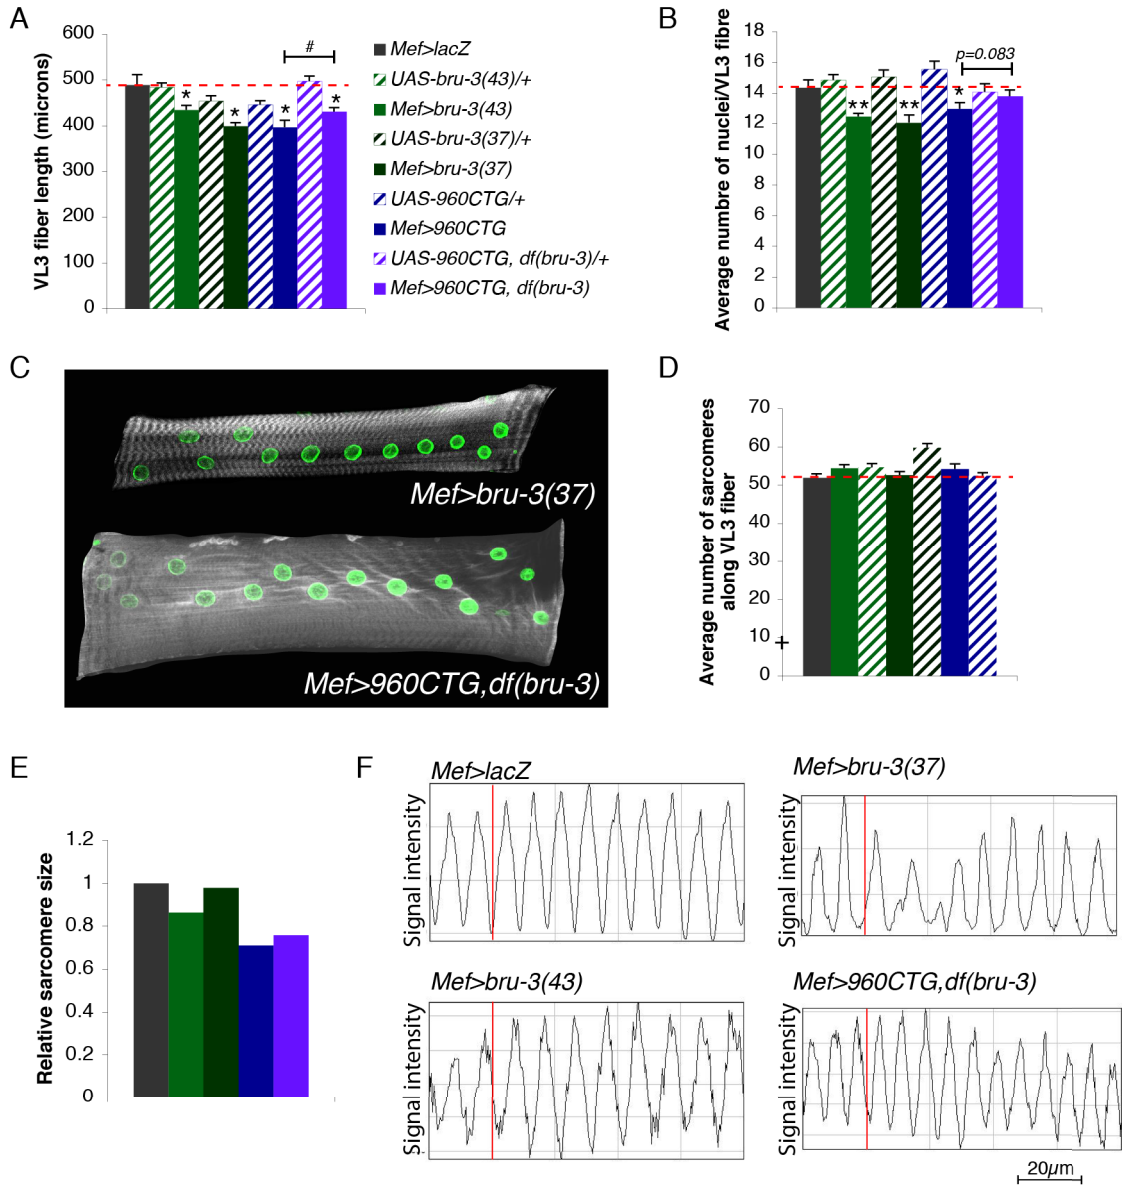 A
VL3 fiber length (microns)
600
500
400
300
200
100
0
*
*
*
*
#
Mef>lacZ
UAS-bru-3(43)/+
Mef>bru-3(43)
UAS-bru-3(37)/+
Mef>bru-3(37)
UAS-960CTG/+
Mef>960CTG
UAS-960CTG, df(bru-3)/+
Mef>960CTG, df(bru-3)
B
Average numbre of nuclei/VL3 fibre
18
16
14
12
10
8
6
4
2
0
**
**
*
p=0.083
C
Mef>bru-3(37)
Mef>960CTG,df(bru-3)
D
Average number of sarcomeres
along VL3 fiber
70
60
50
40
30
20
10
0
E
Relative sarcomere size
1.2
1
0.8
0.6
0.4
0.2
0
F
Mef>lacZ
Signal intensity
Mef>bru-3(37)
Signal intensity
Mef>bru-3(43)
Signal intensity
Mef>960CTG,df(bru-3)
Signal intensity
20µm